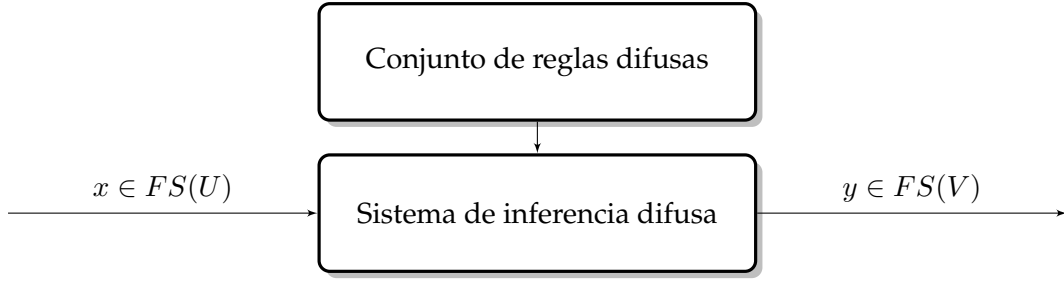 Conjunto de reglas difusas
x ∈ FS(U)
Sistema de inferencia difusa
y ∈ FS(V)